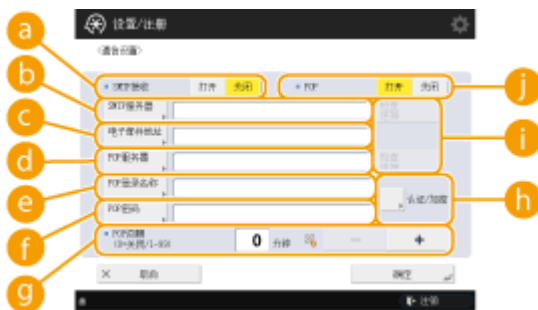 a
设置/注册
<通信设置>
b
SMTP接收 打开 关闭
POP 打开 关闭
j
SMTP服务器
c
电子邮件地址
i
d
POP服务器
e
POP登录名称
认证/加密
h
f
POP密码
POP间隔
(0=关闭/1-99)
0 分钟 - +
g
× 取消
确定
注销